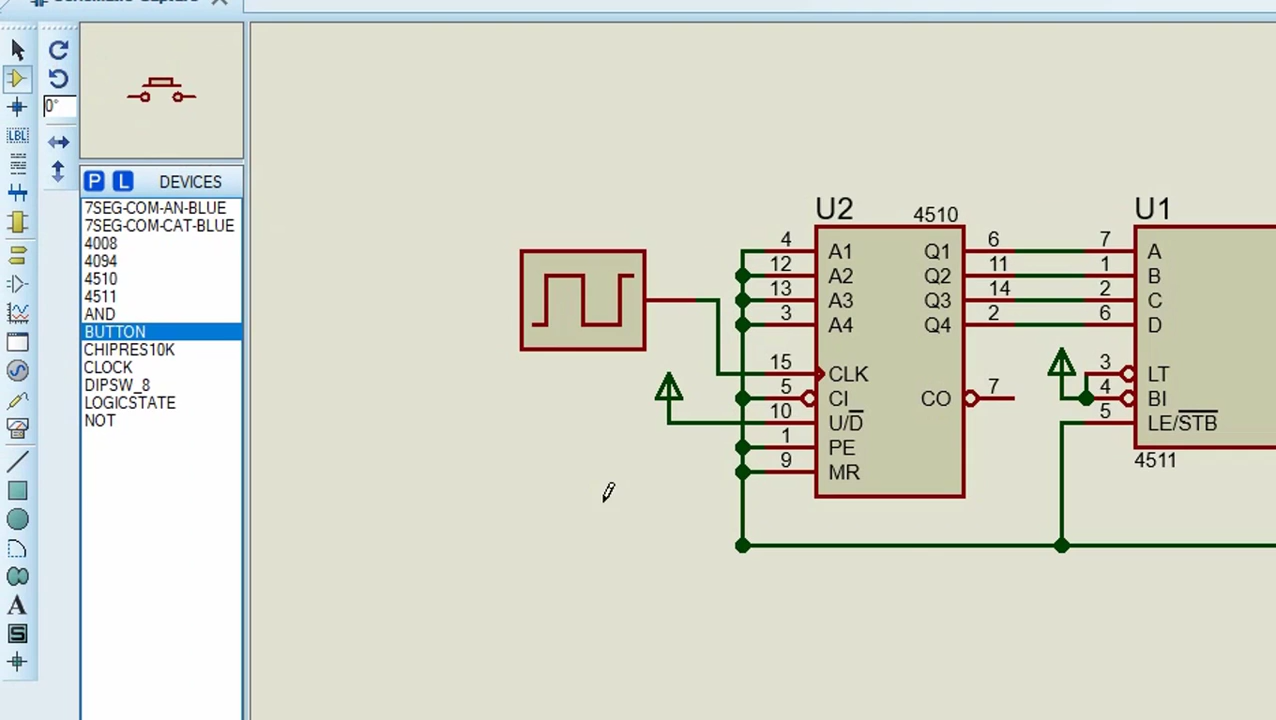 Schematic Capture
0°
LBL
P L DEVICES
7SEG-COM-AN-BLUE
7SEG-COM-CAT-BLUE
4008
4094
4510
4511
AND
BUTTON
CHIPRES10K
CLOCK
DIPSW_8
LOGICSTATE
NOT
A
S
U2
4510
4 A1
12 A2
13 A3
3 A4
15 CLK
5 CI
10 U/D
1 PE
9 MR
Q1 6
Q2 11
Q3 14
Q4 2
CO 7
U1
7 A
1 B
2 C
6 D
3 LT
4 BI
5 LE/STB
4511